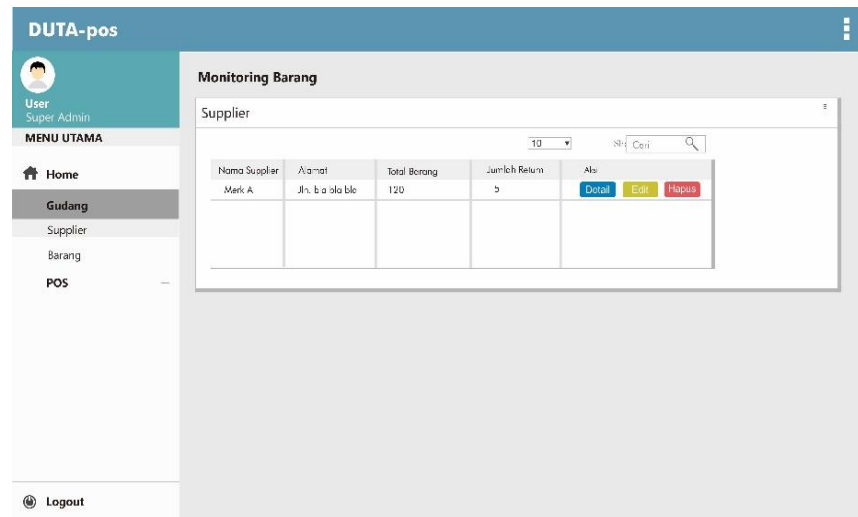 DUTA-pos
User
Super Admin
MENU UTAMA
Home
Gudang
Supplier
Barang
POS
Logout
Monitoring Barang
Supplier
10 Cari
Nama Supplier Alamat Total Barang Jumlah Return Aksi
Merk A Jln. bla bla bla 120 5 Detail Edit Hapus